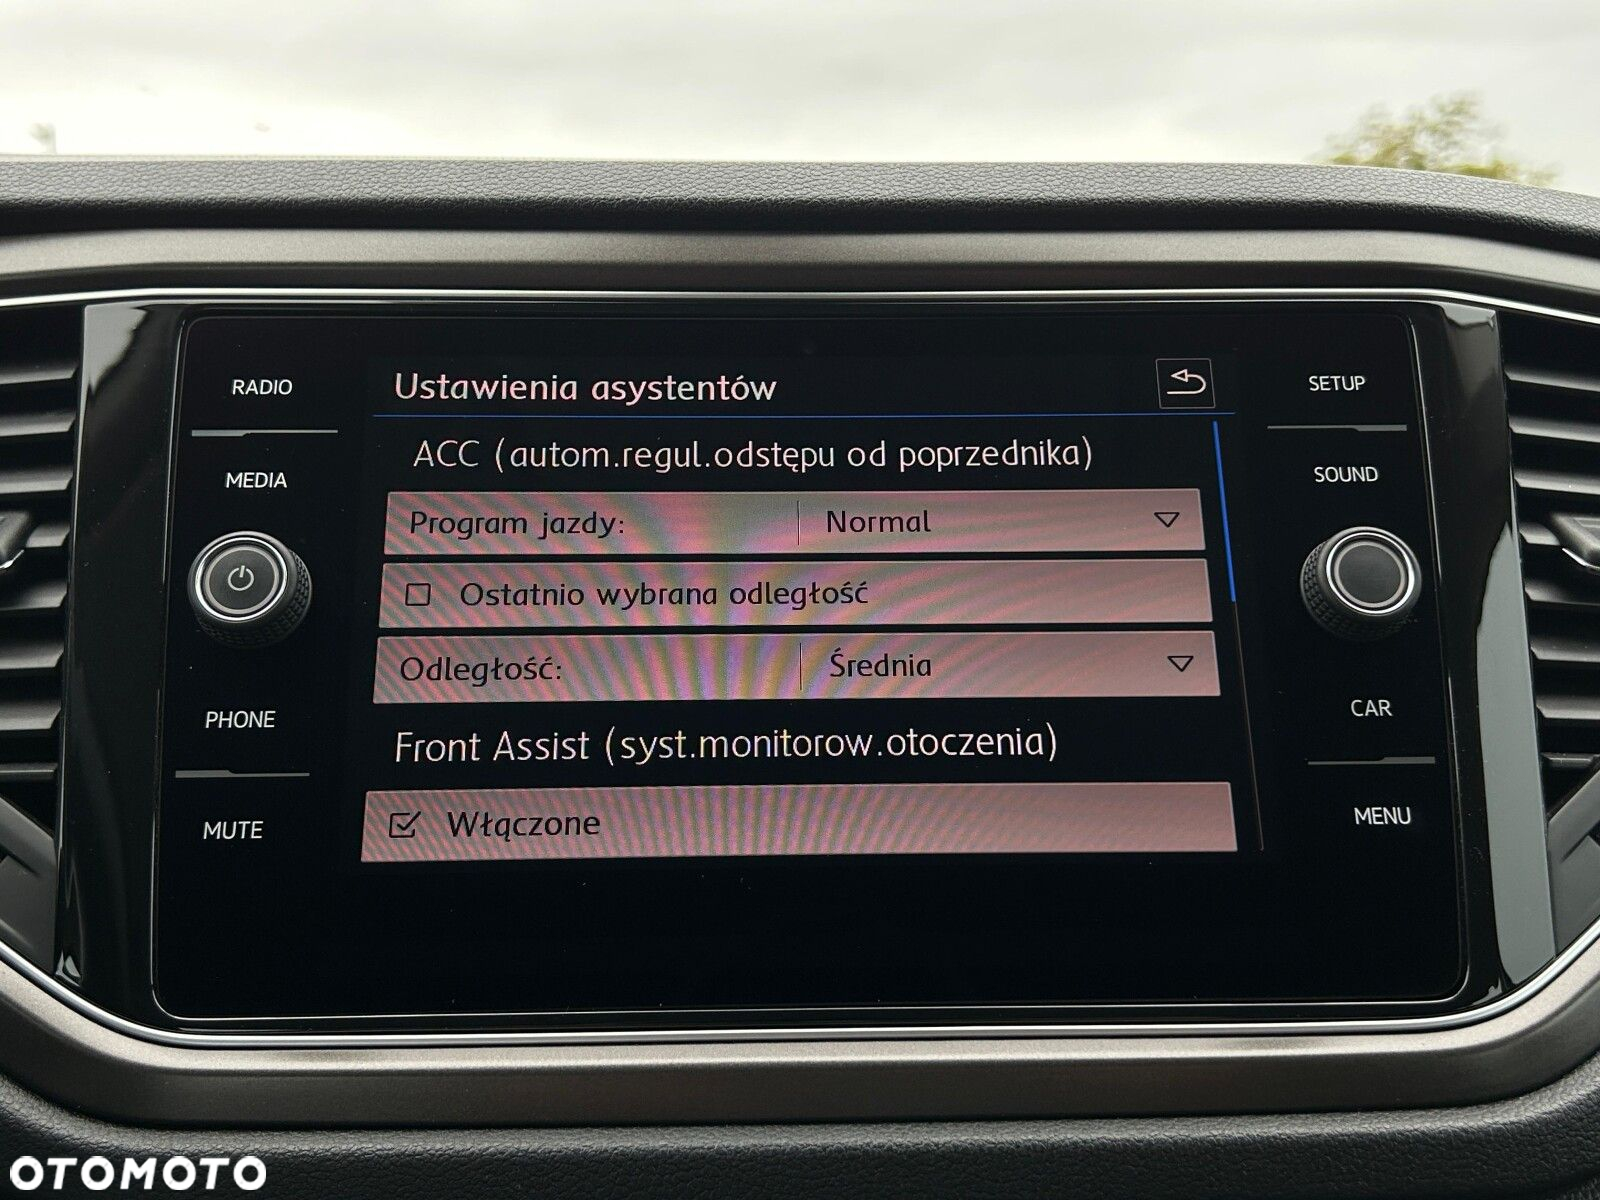 RADIO
MEDIA
PHONE
MUTE
Ustawienia asystentów
ACC (autom.regul.odstępu od poprzednika)
Program jazdy: Normal
Ostatnio wybrana odległość
Odległość: Średnia
Front Assist (syst.monitorow.otoczenia)
Włączone
SETUP
SOUND
CAR
MENU
OTOMOTO